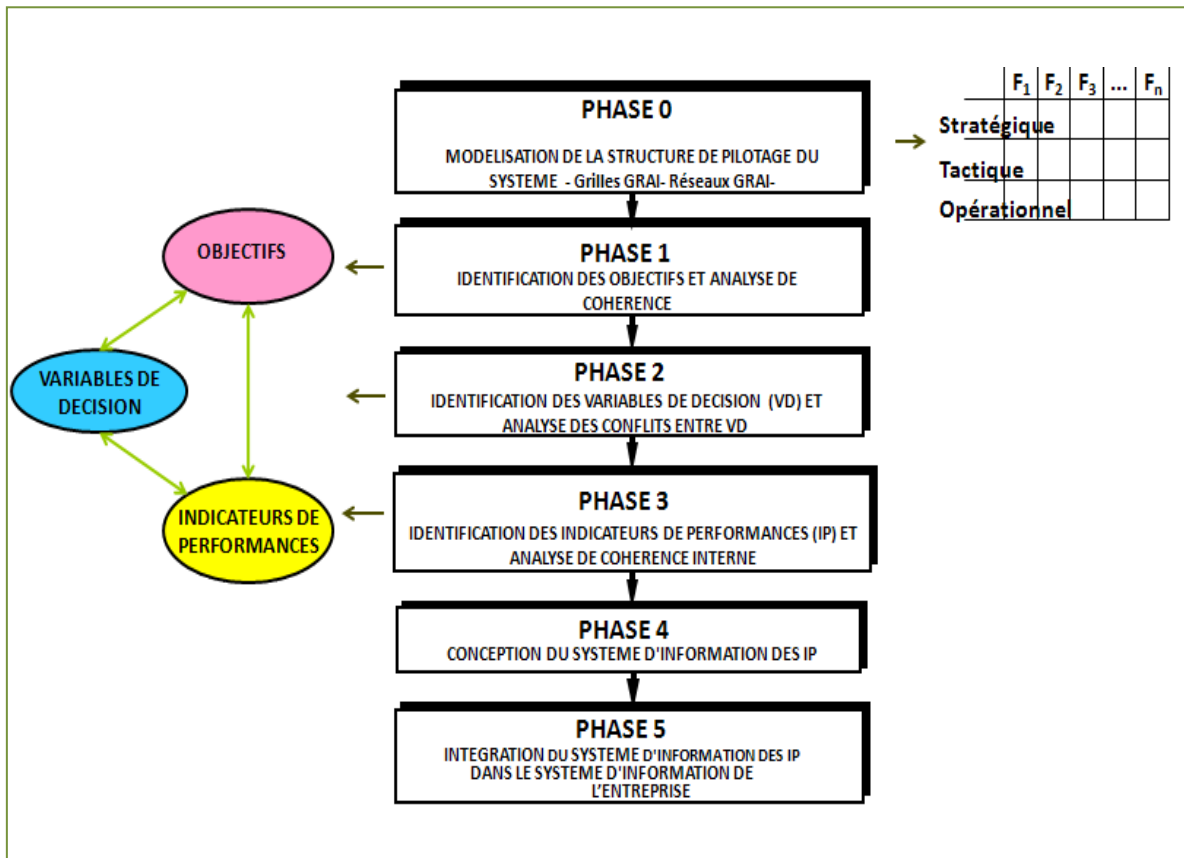 PHASE 0
MODELISATION DE LA STRUCTURE DE PILOTAGE DU
SYSTEME - Grilles GRAI- Réseaux GRAI-
F1 F2 F3 ... Fn
Stratégique
Tactique
Opérationnel
OBJECTIFS
PHASE 1
IDENTIFICATION DES OBJECTIFS ET ANALYSE DE
COHERENCE
VARIABLES DE
DECISION
PHASE 2
IDENTIFICATION DES VARIABLES DE DECISION (VD) ET
ANALYSE DES CONFLITS ENTRE VD
INDICATEURS DE
PERFORMANCES
PHASE 3
IDENTIFICATION DES INDICATEURS DE PERFORMANCES (IP) ET
ANALYSE DE COHERENCE INTERNE
PHASE 4
CONCEPTION DU SYSTEME D'INFORMATION DES IP
PHASE 5
INTEGRATION DU SYSTEME D'INFORMATION DES IP
DANS LE SYSTEME D'INFORMATION DE
L'ENTREPRISE